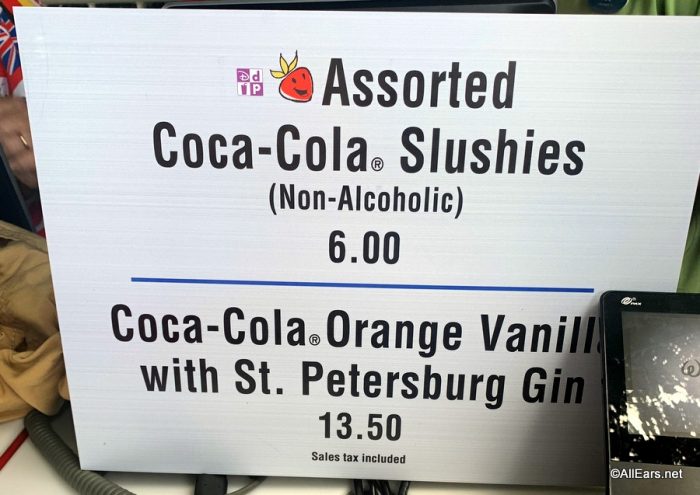 Assorted
Coca-Cola® Slushies
(Non-Alcoholic)
6.00
Coca-Cola® Orange
with St. Petersburg Gin
13.50
Sales tax included
©AllEars.net